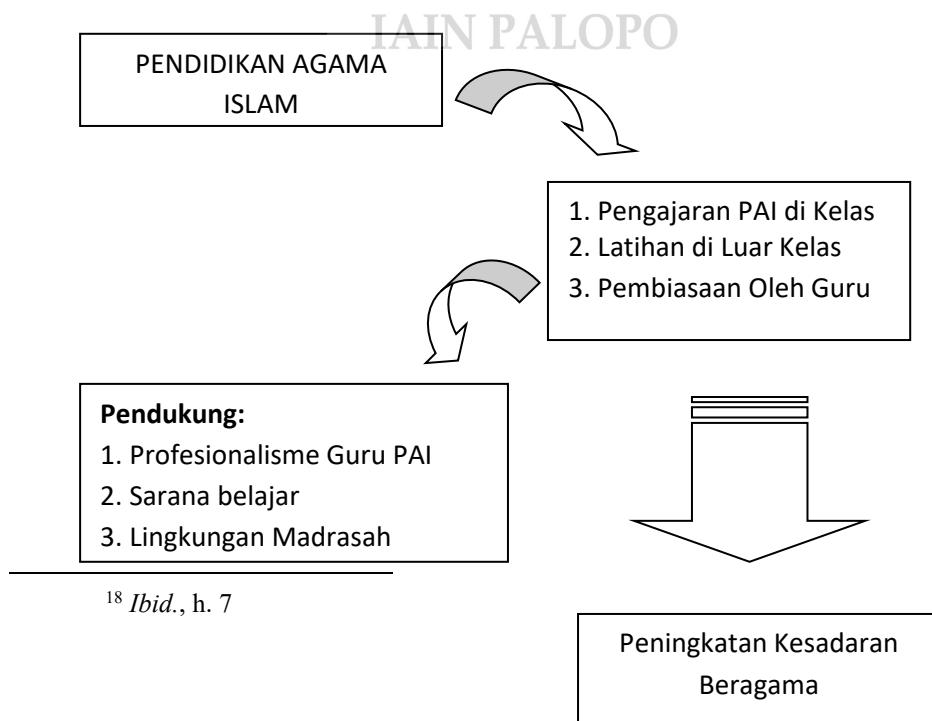 IAIN PALOPO
PENDIDIKAN AGAMA
ISLAM
1. Pengajaran PAI di Kelas
2. Latihan di Luar Kelas
3. Pembiasaan Oleh Guru
Pendukung:
1. Profesionalisme Guru PAI
2. Sarana belajar
3. Lingkungan Madrasah
18 Ibid., h. 7
Peningkatan Kesadaran
Beragama